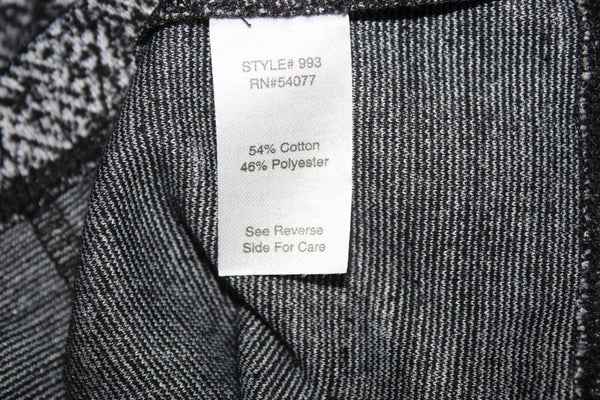 STYLE# 993
RN#54077
54% Cotton
46% Polyester
See Reverse
Side For Care